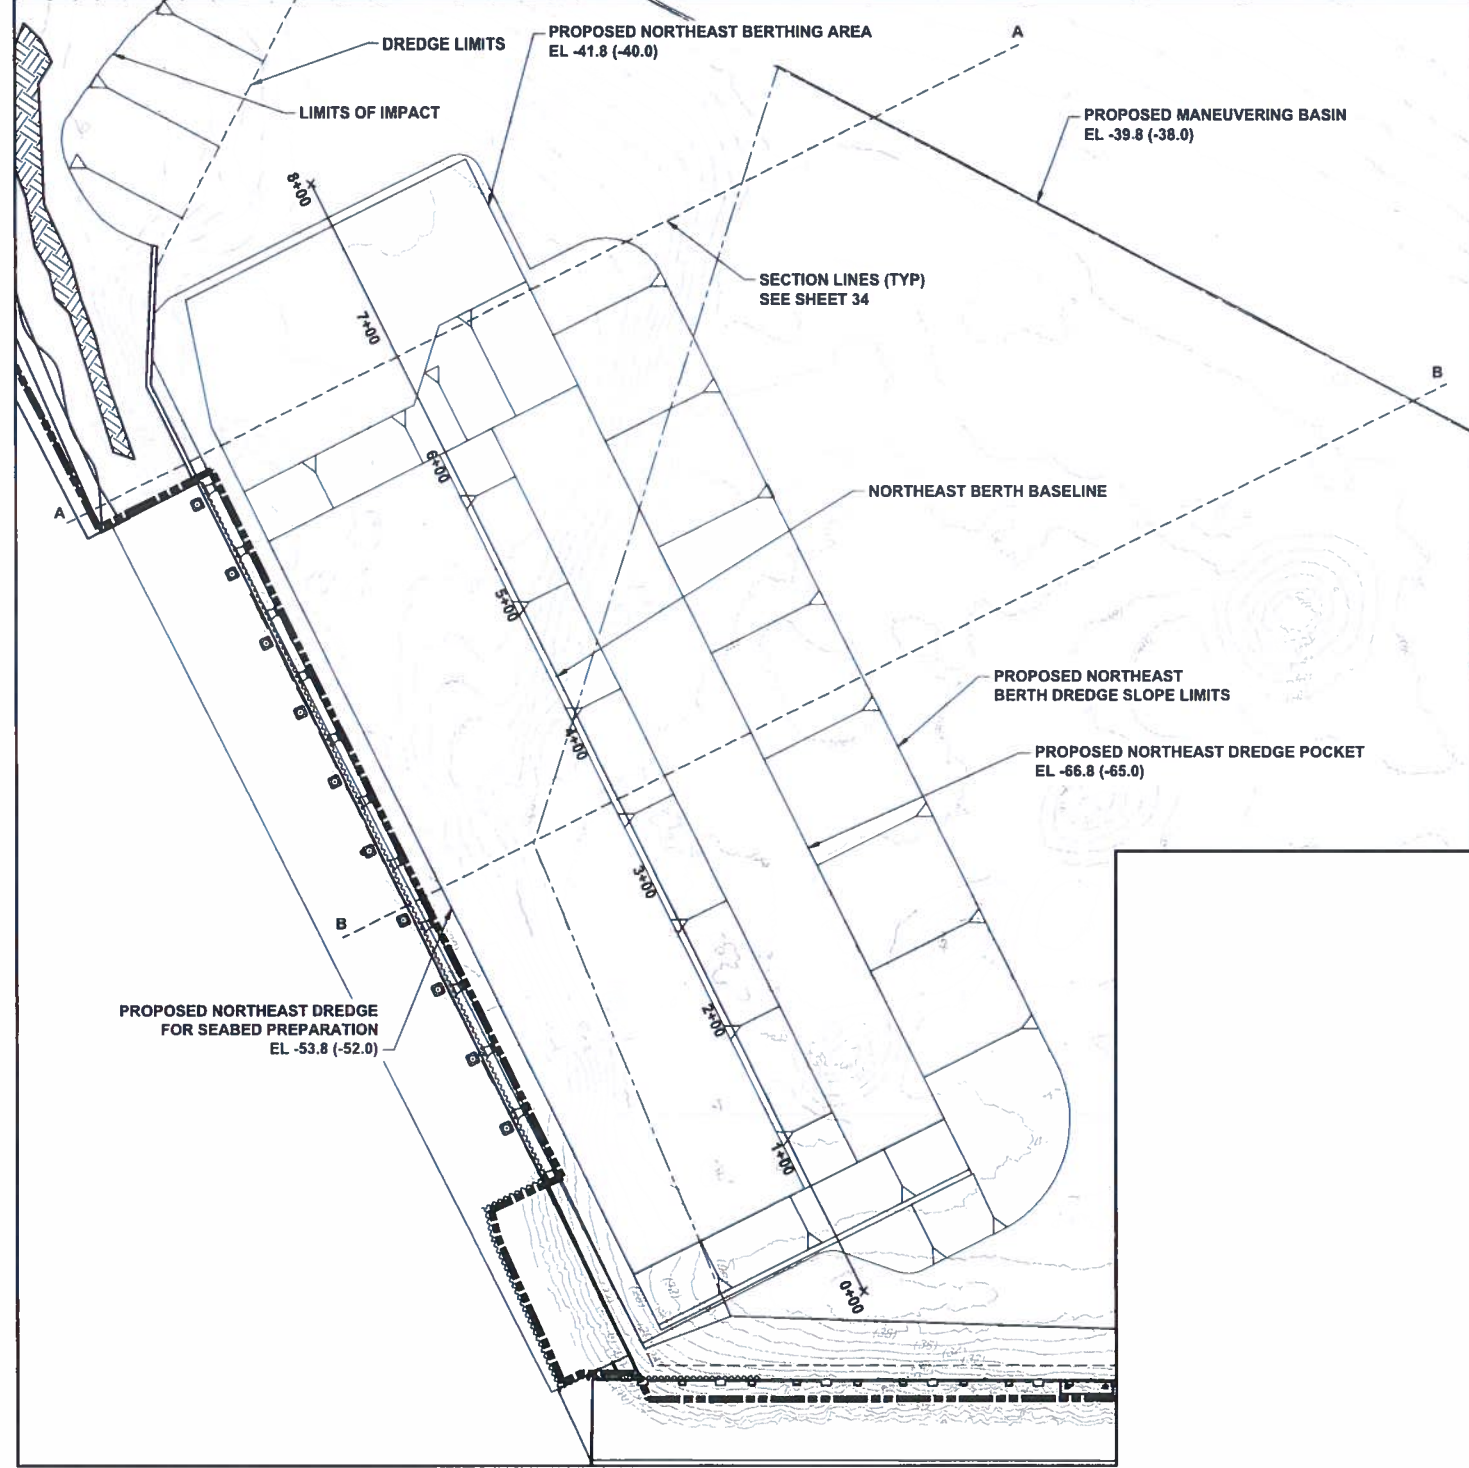 DREDGE LIMITS
PROPOSED NORTHEAST BERTHING AREA
EL -41.8 (-40.0)
A
LIMITS OF IMPACT
PROPOSED MANEUVERING BASIN
EL -39.8 (-38.0)
8+00
SECTION LINES (TYP)
SEE SHEET 34
7+00
B
6+00
NORTHEAST BERTH BASELINE
A
5+00
PROPOSED NORTHEAST
BERTH DREDGE SLOPE LIMITS
4+00
PROPOSED NORTHEAST DREDGE POCKET
EL -66.8 (-65.0)
3+00
B
PROPOSED NORTHEAST DREDGE
FOR SEABED PREPARATION
EL -53.8 (-52.0)
2+00
1+00
0+00